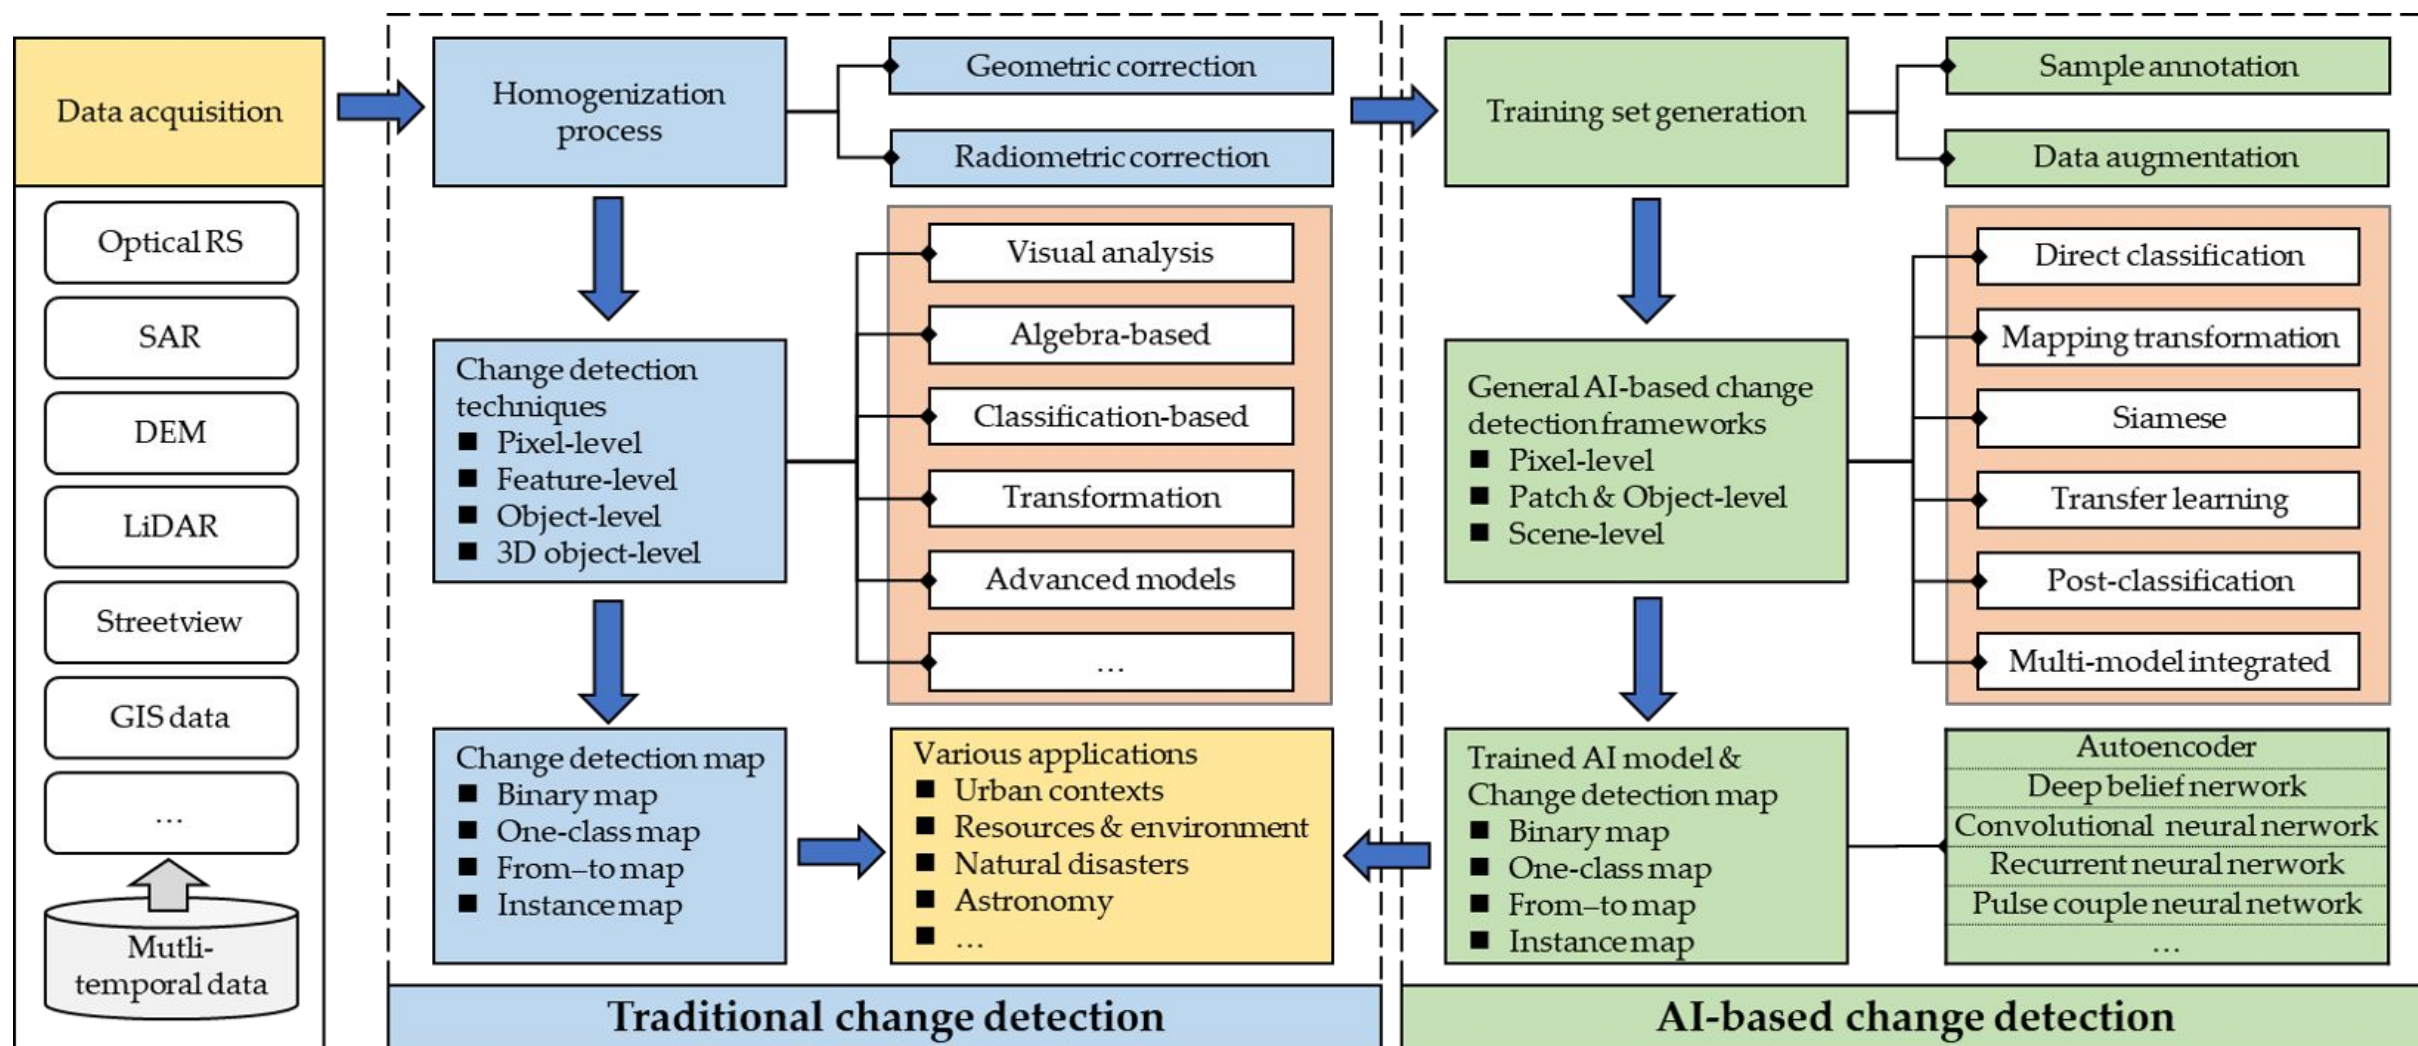 Data acquisition
Optical RS
SAR
DEM
LiDAR
Streetview
GIS data
...
Mutli-
temporal data
Homogenization
process
Geometric correction
Radiometric correction
Change detection
techniques
■ Pixel-level
■ Feature-level
■ Object-level
■ 3D object-level
Visual analysis
Algebra-based
Classification-based
Transformation
Advanced models
...
Change detection map
■ Binary map
■ One-class map
■ From–to map
■ Instance map
Various applications
■ Urban contexts
■ Resources & environment
■ Natural disasters
■ Astronomy
■ ...
Traditional change detection
Training set generation
Sample annotation
Data augmentation
General AI-based change
detection frameworks
■ Pixel-level
■ Patch & Object-level
■ Scene-level
Direct classification
Mapping transformation
Siamese
Transfer learning
Post-classification
Multi-model integrated
Trained AI model &
Change detection map
■ Binary map
■ One-class map
■ From–to map
■ Instance map
Autoencoder
Deep belief nerwork
Convolutional neural nerwork
Recurrent neural nerwork
Pulse couple neural network
...
AI-based change detection